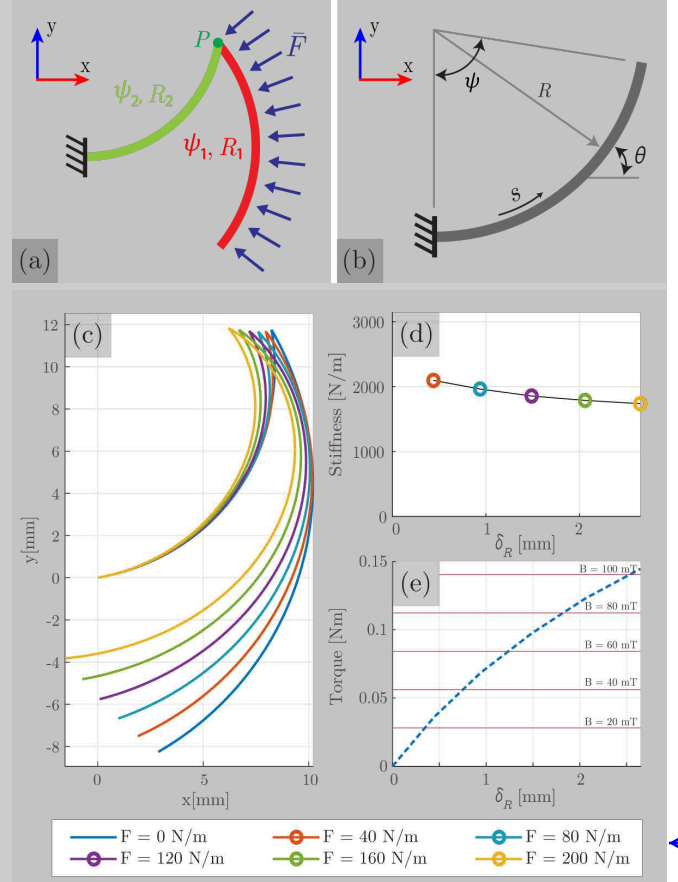 y
x
P
F̄
ψ₂, R₂
ψ₁, R₁
(a)
y
x
ψ
R
θ
s
(b)
(c)
12
10
8
6
4
2
0
-2
-4
-6
-8
y[mm]
0
5
10
x[mm]
(d)
3000
2000
1000
0
Stiffness [N/m]
0
1
2
δ_R [mm]
(e)
0.15
0.1
0.05
0
Torque [Nm]
B = 100 mT
B = 80 mT
B = 60 mT
B = 40 mT
B = 20 mT
0
1
2
δ_R [mm]
F = 0 N/m
F = 40 N/m
F = 80 N/m
F = 120 N/m
F = 160 N/m
F = 200 N/m